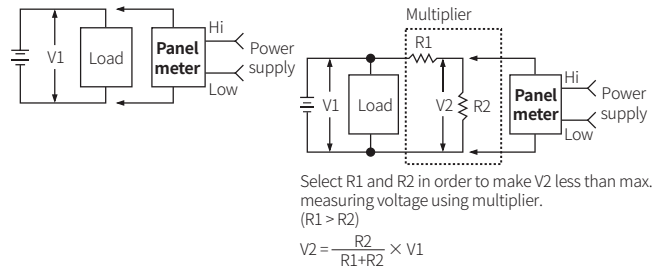 V1
Load
Panel
meter
Hi
Low
Power
supply
Multiplier
R1
V1
Load
V2
R2
Panel
meter
Hi
Low
Power
supply
Select R1 and R2 in order to make V2 less than max.
measuring voltage using multiplier.
(R1 > R2)
V2 = R2 / R1+R2 × V1